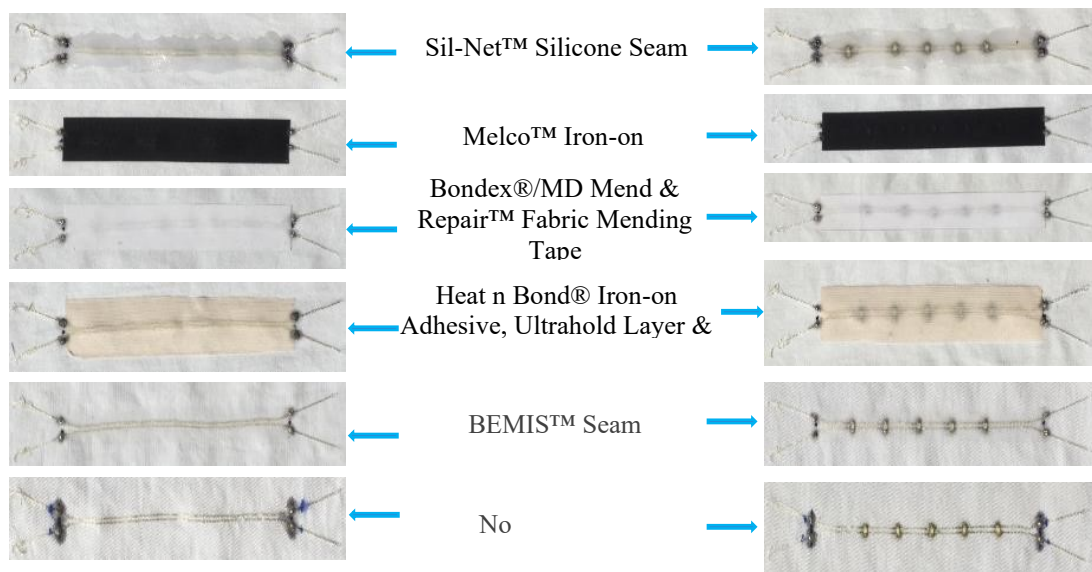 Sil-Net™ Silicone Seam
Melco™ Iron-on
Bondex®/MD Mend &
Repair™ Fabric Mending
Tape
Heat n Bond® Iron-on
Adhesive, Ultrahold Layer &
BEMIS™ Seam
No